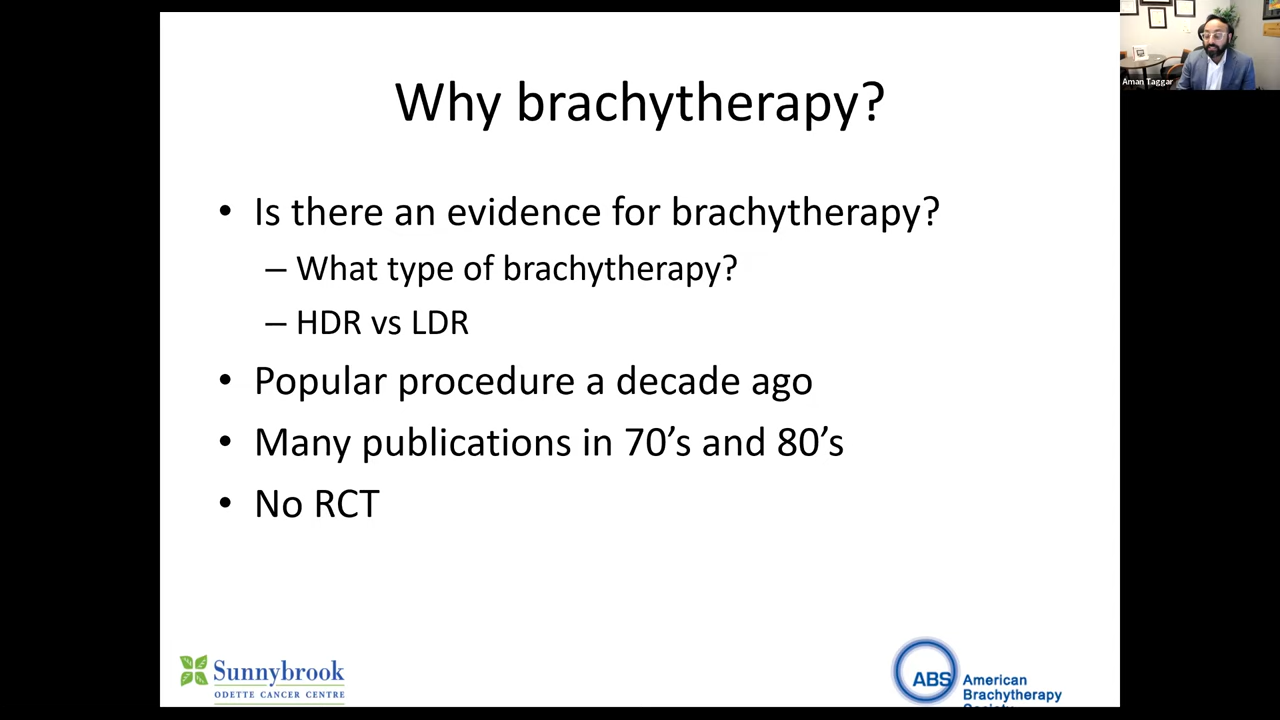 Why brachytherapy?
Aman Taggar
• Is there an evidence for brachytherapy?
– What type of brachytherapy?
– HDR vs LDR
• Popular procedure a decade ago
• Many publications in 70’s and 80’s
• No RCT
Sunnybrook
ODETTE CANCER CENTRE
ABS
American
Brachytherapy
Society